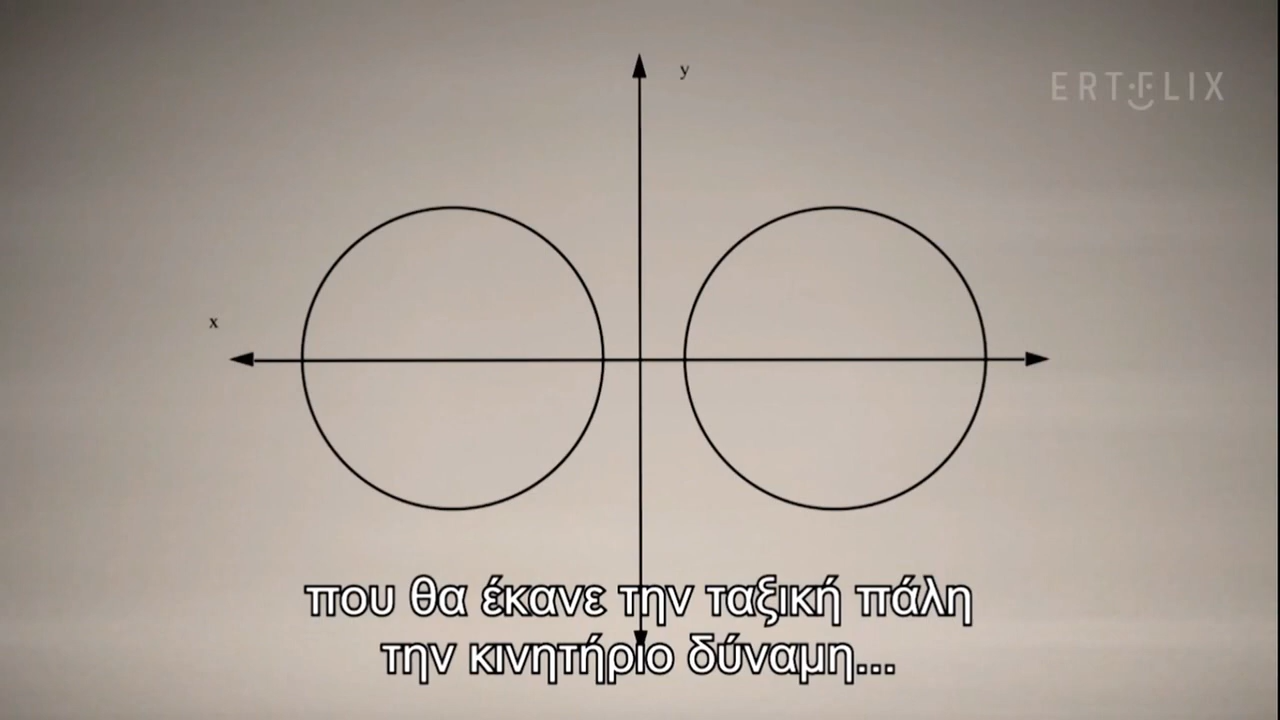 y
ERTFLIX
x
που θα έκανε την ταξική πάλη
την κινητήριο δύναμη...